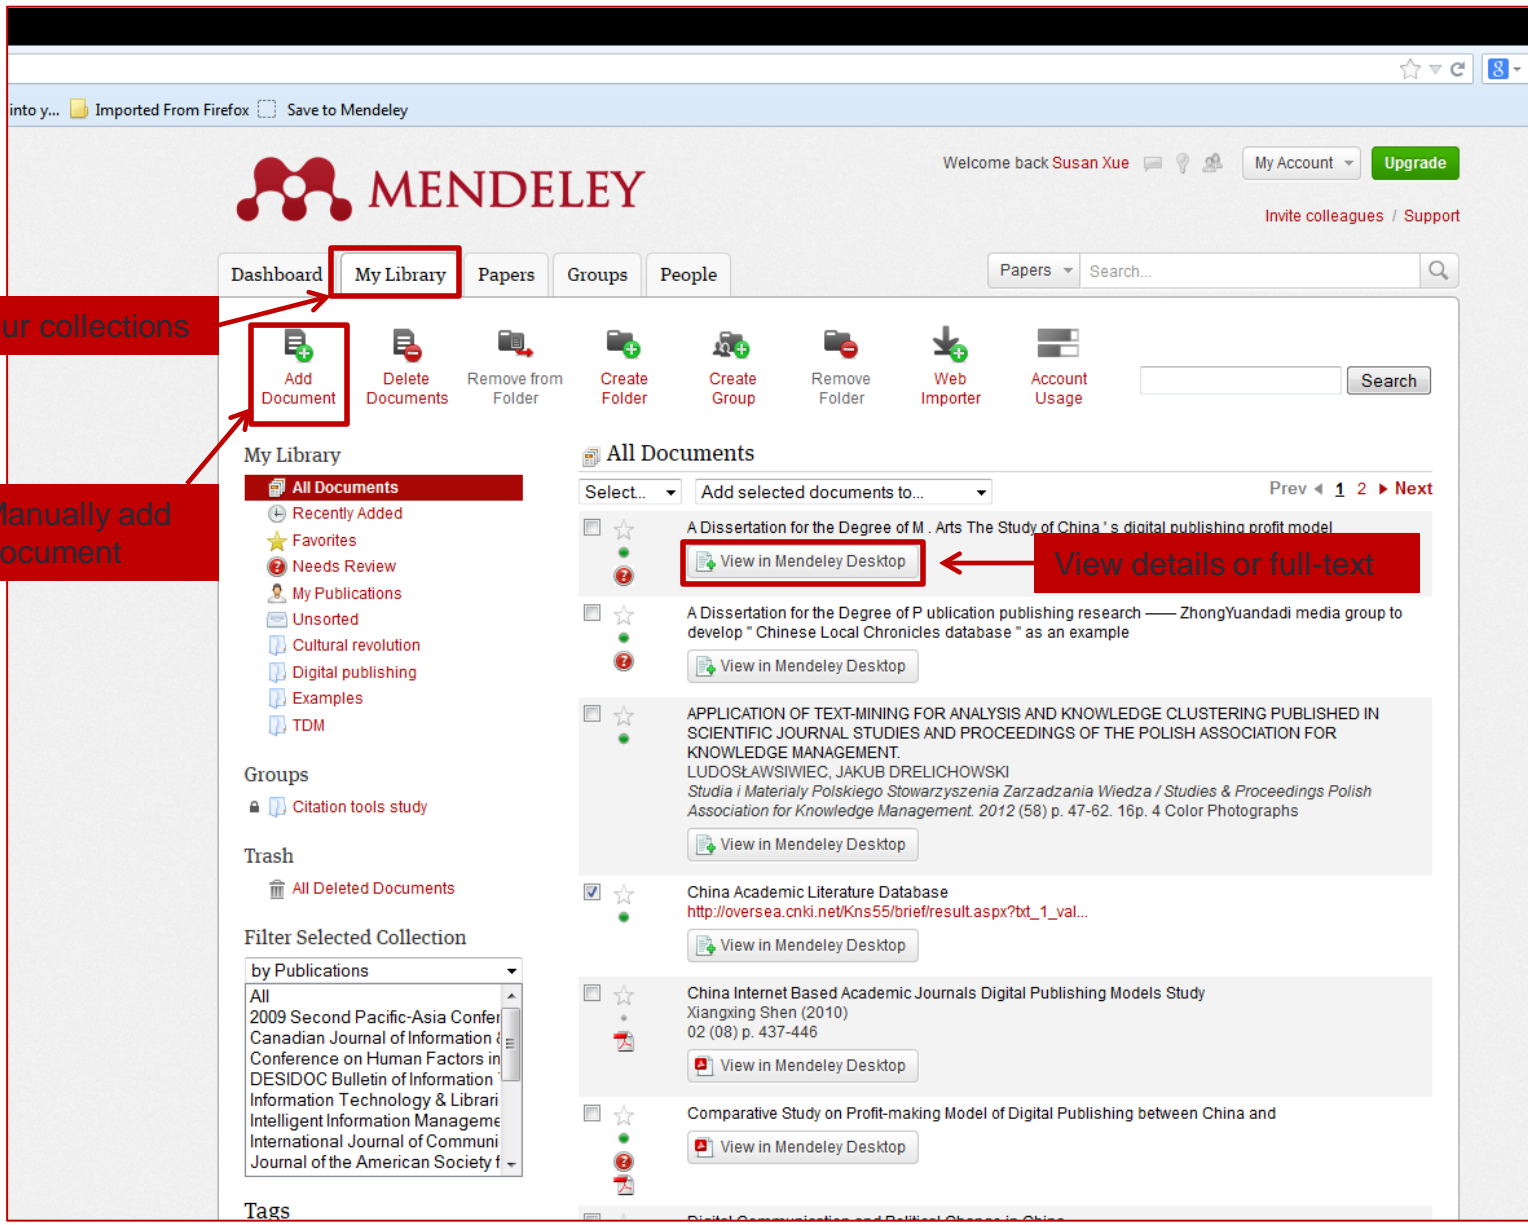 into y... Imported From Firefox Save to Mendeley
MENDELEY
Welcome back Susan Xue My Account Upgrade
Invite colleagues / Support
Dashboard My Library Papers Groups People
Papers Search...
ur collections
Add Document
Delete Documents
Remove from Folder
Create Folder
Create Group
Remove Folder
Web Importer
Account Usage
Search
Manually add
ocument
My Library
All Documents
Recently Added
Favorites
Needs Review
My Publications
Unsorted
Cultural revolution
Digital publishing
Examples
TDM
Groups
Citation tools study
Trash
All Deleted Documents
Filter Selected Collection
by Publications
All
2009 Second Pacific-Asia Confer
Canadian Journal of Information &
Conference on Human Factors in
DESIDOC Bulletin of Information
Information Technology & Librari
Intelligent Information Manageme
International Journal of Communi
Journal of the American Society f
Tags
All Documents
Select... Add selected documents to... Prev 1 2 Next
A Dissertation for the Degree of M . Arts The Study of China ' s digital publishing profit model
View in Mendeley Desktop
View details or full-text
A Dissertation for the Degree of P ublication publishing research —— ZhongYuandadi media group to
develop " Chinese Local Chronicles database " as an example
View in Mendeley Desktop
APPLICATION OF TEXT-MINING FOR ANALYSIS AND KNOWLEDGE CLUSTERING PUBLISHED IN
SCIENTIFIC JOURNAL STUDIES AND PROCEEDINGS OF THE POLISH ASSOCIATION FOR
KNOWLEDGE MANAGEMENT.
LUDOSŁAWSIWIEC, JAKUB DRELICHOWSKI
Studia i Materialy Polskiego Stowarzyszenia Zarzadzania Wiedza / Studies & Proceedings Polish
Association for Knowledge Management. 2012 (58) p. 47-62. 16p. 4 Color Photographs
View in Mendeley Desktop
China Academic Literature Database
http://oversea.cnki.net/Kns55/brief/result.aspx?txt_1_val...
View in Mendeley Desktop
China Internet Based Academic Journals Digital Publishing Models Study
Xiangxing Shen (2010)
02 (08) p. 437-446
View in Mendeley Desktop
Comparative Study on Profit-making Model of Digital Publishing between China and
View in Mendeley Desktop
Digital Communication and Political Change in China